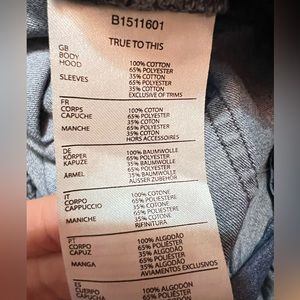 B1511601
TRUE TO THIS
GB
BODY 100% COTTON
HOOD 65% POLYESTER
35% COTTON
SLEEVES 65% POLYESTER
35% COTTON
EXCLUSIVE OF TRIMS
FR
CORPS 100% COTON
CAPUCHE 65% POLYESTER
35% COTON
MANCHE 65% POLYESTER
35% COTON
HORS ACCESSOIRES
DE
KÖRPER 100% BAUMWOLLE
KAPUZE 65% POLYESTER
35% BAUMWOLLE
ÄRMEL 65% POLYESTER
35% BAUMWOLLE
AUSSER ZUBEHÖR
IT
CORPO 100% COTONE
CAPPUCCIO 65% POLIESTERE
35% COTONE
MANICHE 65% POLIESTERE
35% COTONE
RIFINITURA
PT
CORPO 100% ALGODÃO
CAPUZ 65% POLIÉSTER
35% ALGODÃO
MANGA 65% POLIÉSTER
35% ALGODÃO
AVIAMENTOS EXCLUSIVOS
ES
CUERPO
CAPUCHA